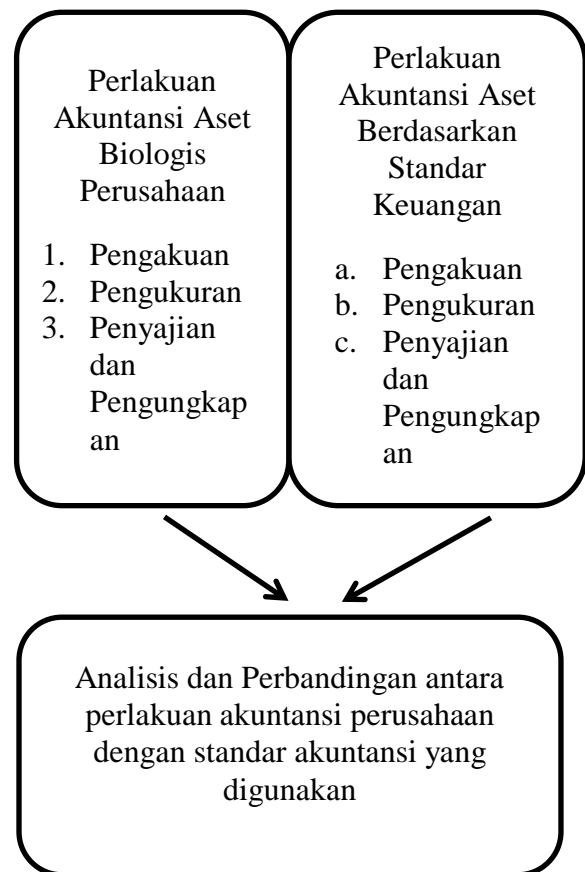 Perlakuan
Akuntansi Aset
Biologis
Perusahaan
1. Pengakuan
2. Pengukuran
3. Penyajian
dan
Pengungkap
an
Perlakuan
Akuntansi Aset
Berdasarkan
Standar
Keuangan
a. Pengakuan
b. Pengukuran
c. Penyajian
dan
Pengungkap
an
Analisis dan Perbandingan antara
perlakuan akuntansi perusahaan
dengan standar akuntansi yang
digunakan